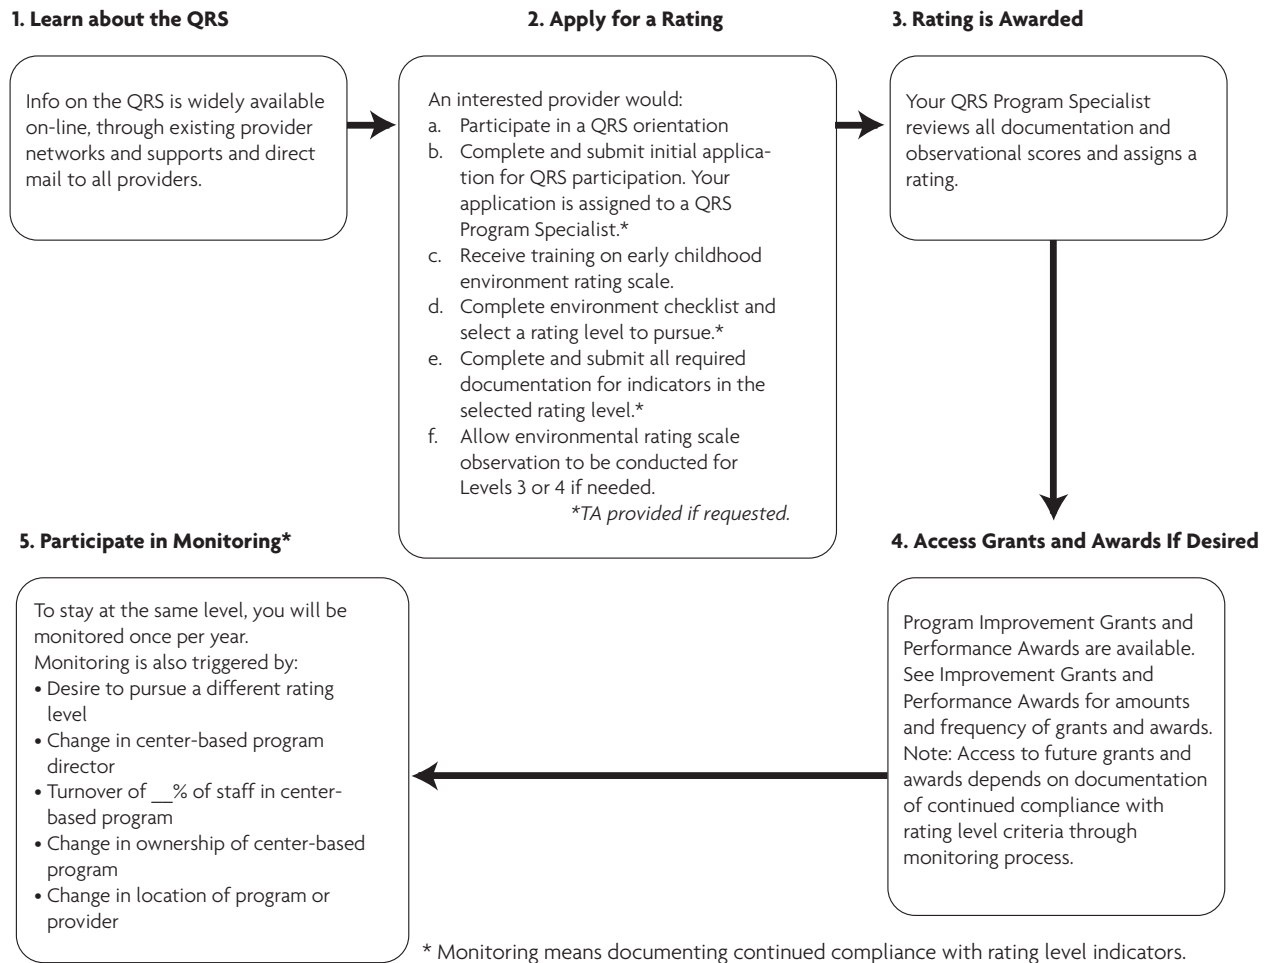 1. Learn about the QRS
Info on the QRS is widely available
on-line, through existing provider
networks and supports and direct
mail to all providers.
2. Apply for a Rating
An interested provider would:
a. Participate in a QRS orientation
b. Complete and submit initial applica-
tion for QRS participation. Your
application is assigned to a QRS
Program Specialist.*
c. Receive training on early childhood
environment rating scale.
d. Complete environment checklist and
select a rating level to pursue.*
e. Complete and submit all required
documentation for indicators in the
selected rating level.*
f. Allow environmental rating scale
observation to be conducted for
Levels 3 or 4 if needed.
*TA provided if requested.
3. Rating is Awarded
Your QRS Program Specialist
reviews all documentation and
observational scores and assigns a
rating.
4. Access Grants and Awards If Desired
Program Improvement Grants and
Performance Awards are available.
See Improvement Grants and
Performance Awards for amounts
and frequency of grants and awards.
Note: Access to future grants and
awards depends on documentation
of continued compliance with
rating level criteria through
monitoring process.
5. Participate in Monitoring*
To stay at the same level, you will be
monitored once per year.
Monitoring is also triggered by:
• Desire to pursue a different rating
level
• Change in center-based program
director
• Turnover of __% of staff in center-
based program
• Change in ownership of center-based
program
• Change in location of program or
provider
* Monitoring means documenting continued compliance with rating level indicators.